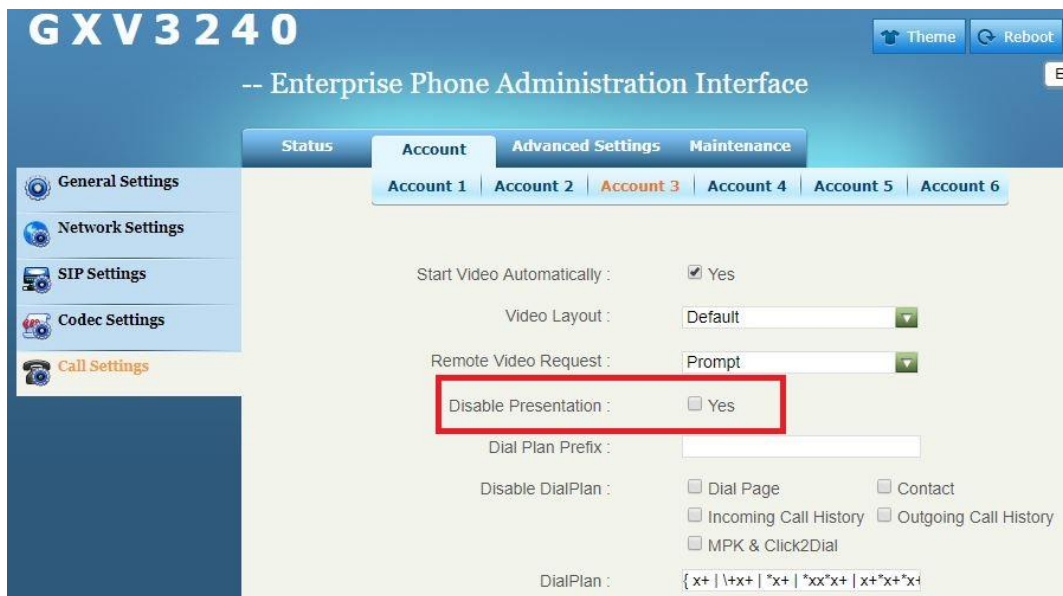 GXV3240
Theme
Reboot
-- Enterprise Phone Administration Interface
E
Status Account Advanced Settings Maintenance
Account 1 Account 2 Account 3 Account 4 Account 5 Account 6
General Settings
Network Settings
SIP Settings
Codec Settings
Call Settings
Start Video Automatically : Yes
Video Layout : Default
Remote Video Request : Prompt
Disable Presentation : Yes
Dial Plan Prefix :
Disable DialPlan : Dial Page Contact
Incoming Call History Outgoing Call History
MPK & Click2Dial
DialPlan : { x+ | \+x+ | *x+ | *xx*x+ | x+*x+*x+